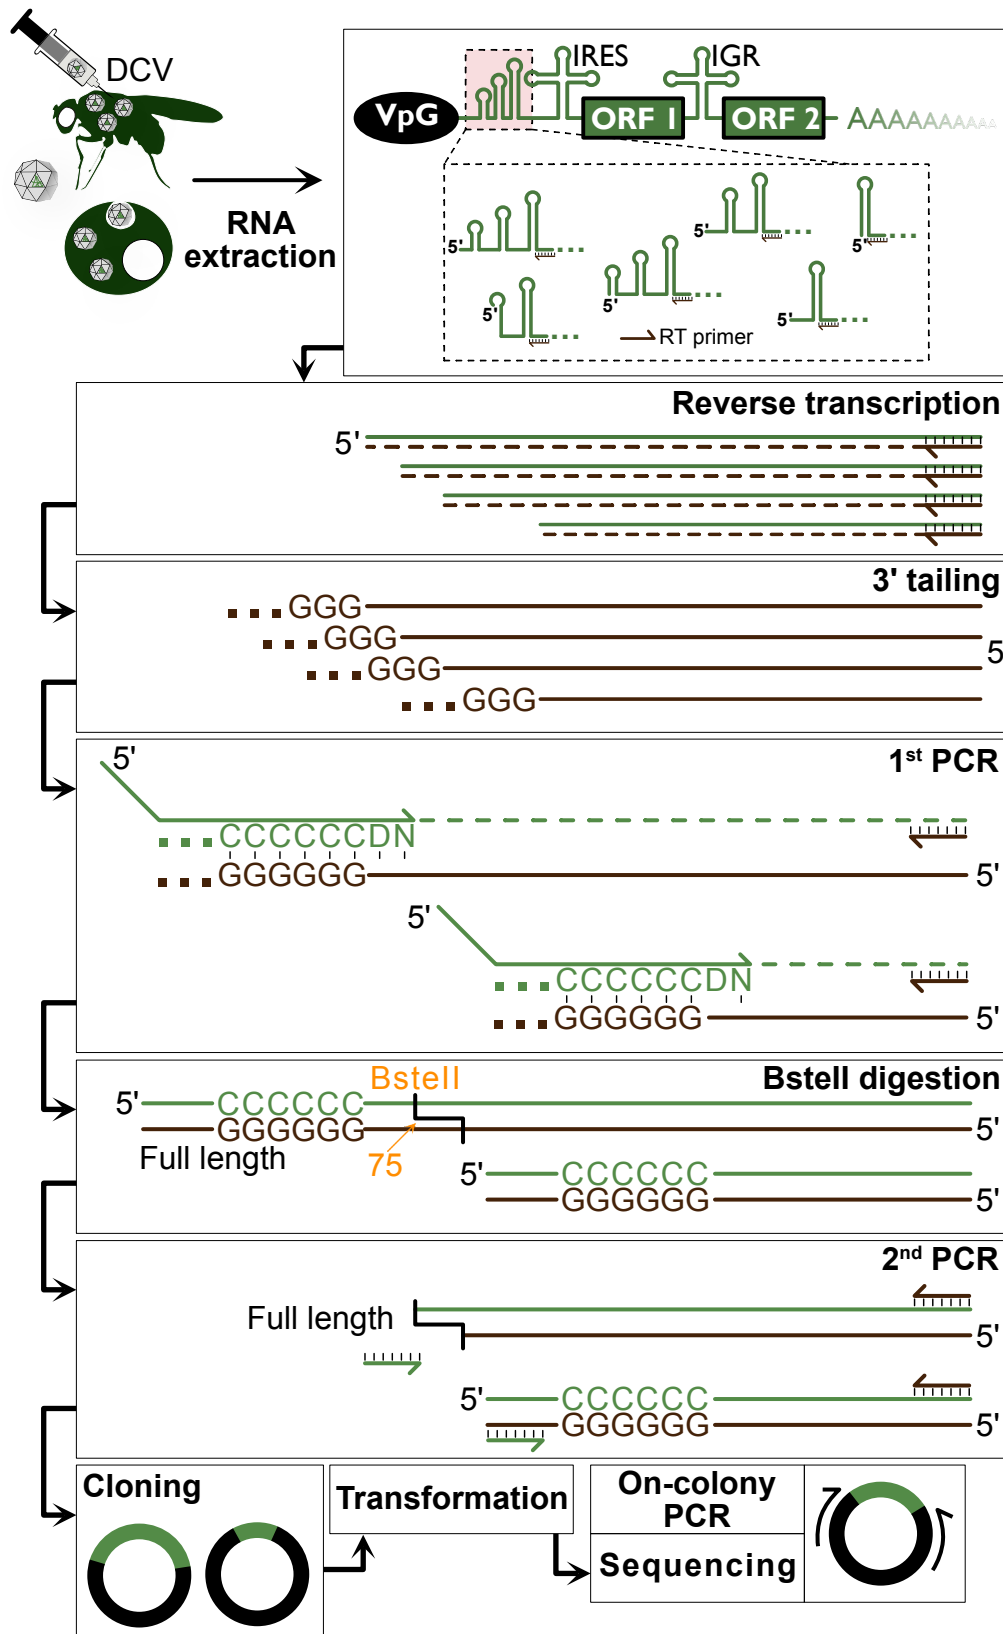 DCV
RNA
extraction
IRES
IGR
VpG
ORF 1
ORF 2
AAAAAAAAAA
5'
5'
5'
5'
5'
5'
RT primer
Reverse transcription
5'
3' tailing
GGG
GGG
5'
GGG
GGG
1st PCR
5'
CCCCCCDN
GGGGGG
5'
5'
CCCCCCDN
GGGGGG
5'
BsteII
BsteII digestion
5'
CCCCCC
GGGGGG
5'
Full length
75
5'
CCCCCC
GGGGGG
5'
2nd PCR
Full length
5'
5'
CCCCCC
GGGGGG
5'
Cloning
Transformation
On-colony
PCR
Sequencing